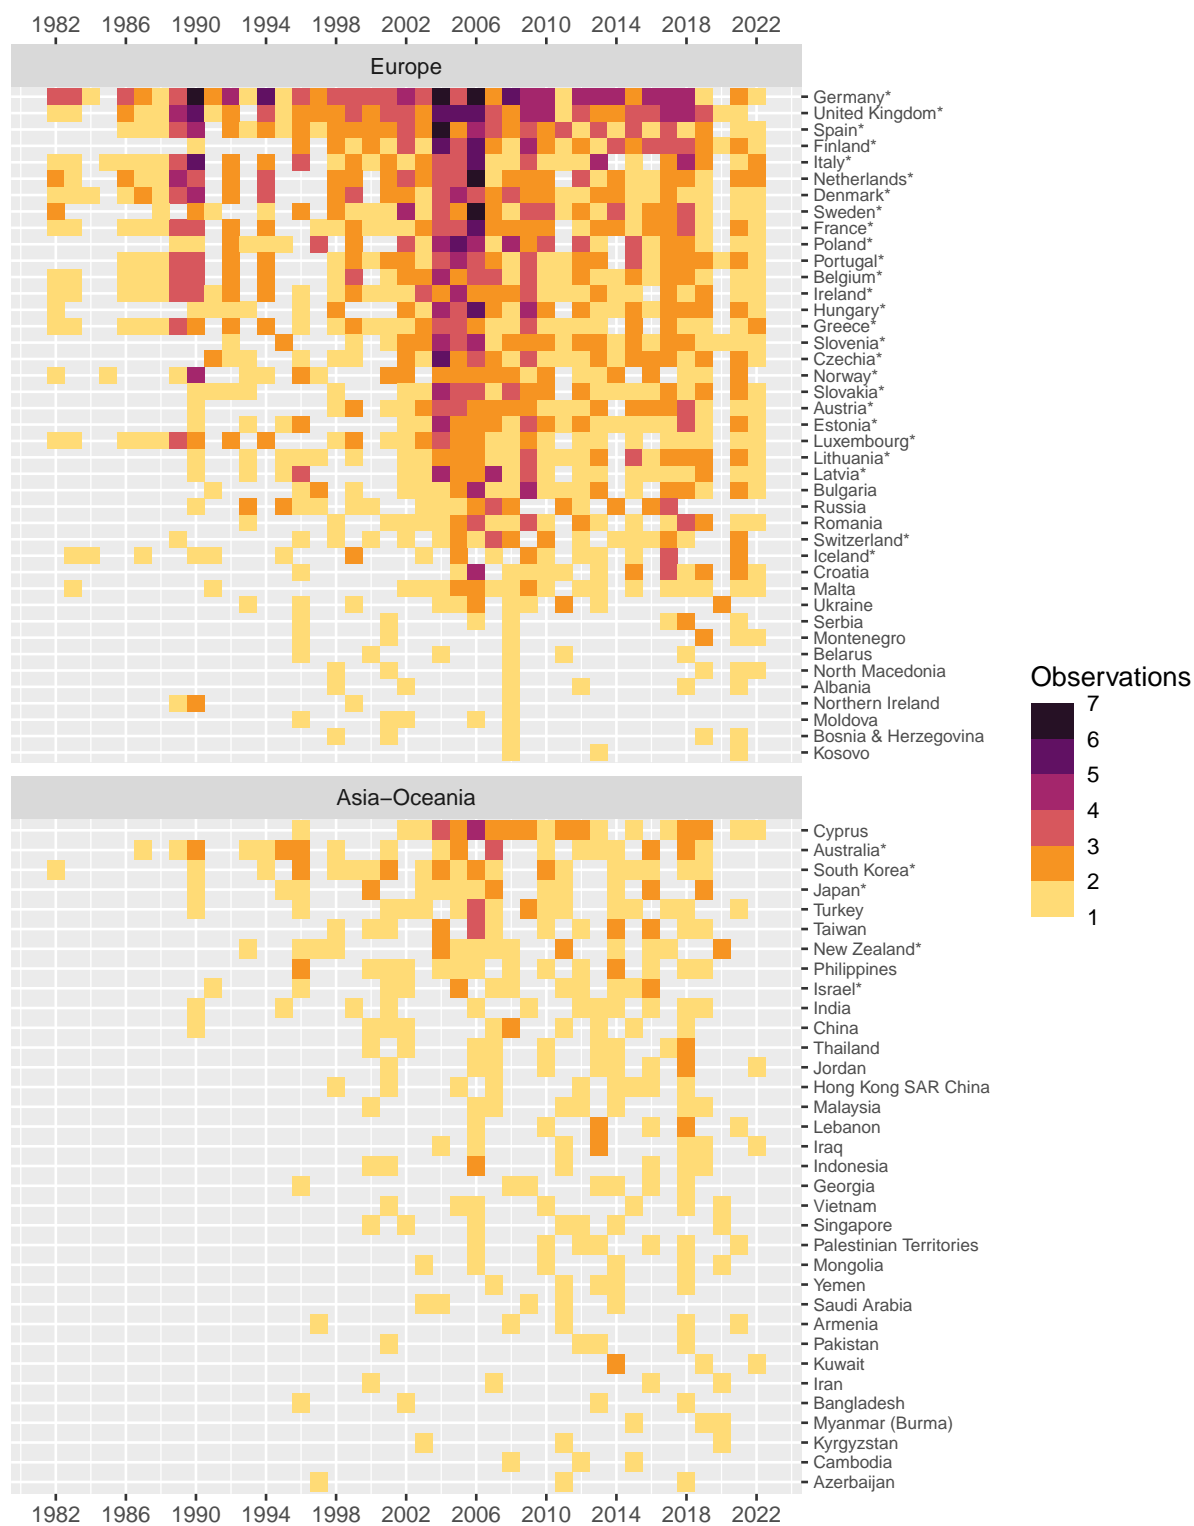 1982 1986 1990 1994 1998 2002 2006 2010 2014 2018 2022
Europe
Germany*
United Kingdom*
Spain*
Finland*
Italy*
Netherlands*
Denmark*
Sweden*
France*
Poland*
Portugal*
Belgium*
Ireland*
Hungary*
Greece*
Slovenia*
Czechia*
Norway*
Slovakia*
Austria*
Estonia*
Luxembourg*
Lithuania*
Latvia*
Bulgaria
Russia
Romania
Switzerland*
Iceland*
Croatia
Malta
Ukraine
Serbia
Montenegro
Belarus
North Macedonia
Albania
Northern Ireland
Moldova
Bosnia & Herzegovina
Kosovo
Observations
7
6
5
4
3
2
1
Asia−Oceania
Cyprus
Australia*
South Korea*
Japan*
Turkey
Taiwan
New Zealand*
Philippines
Israel*
India
China
Thailand
Jordan
Hong Kong SAR China
Malaysia
Lebanon
Iraq
Indonesia
Georgia
Vietnam
Singapore
Palestinian Territories
Mongolia
Yemen
Saudi Arabia
Armenia
Pakistan
Kuwait
Iran
Bangladesh
Myanmar (Burma)
Kyrgyzstan
Cambodia
Azerbaijan
1982 1986 1990 1994 1998 2002 2006 2010 2014 2018 2022